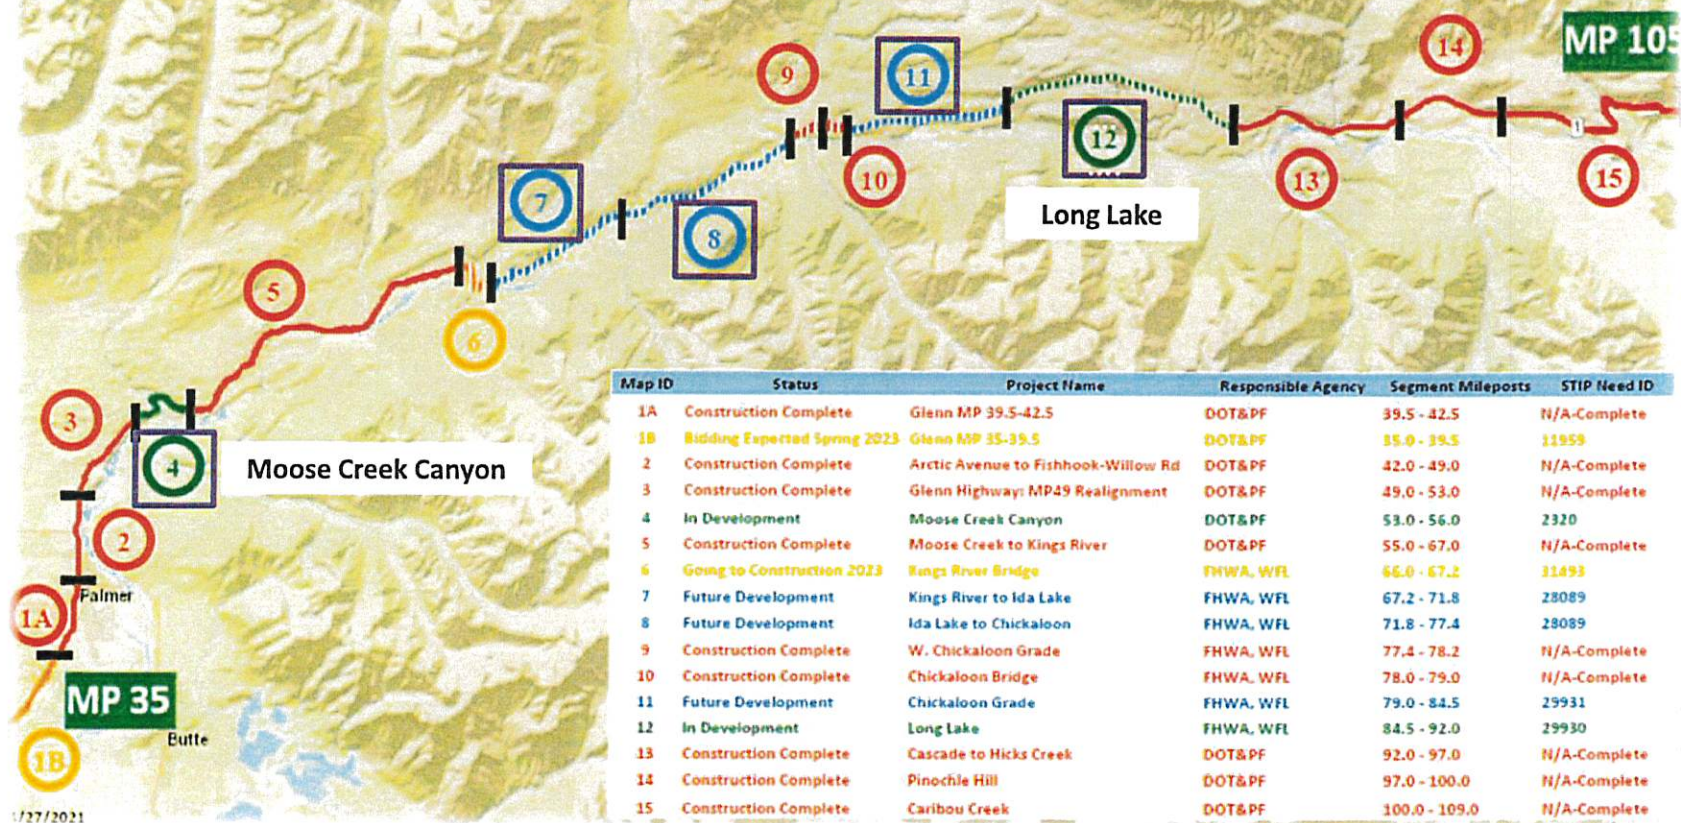 14
MP 105
9
11
12
10
13
15
1
Long Lake
7
8
5
6
3
4
Moose Creek Canyon
2
Palmer
1A
MP 35
Butte
1B
/27/2021
Map ID Status Project Name Responsible Agency Segment Mileposts STIP Need ID
1A Construction Complete Glenn MP 39.5-42.5 DOT&PF 39.5 - 42.5 N/A-Complete
1B Bidding Expected Spring 2023 Glenn MP 35-39.5 DOT&PF 35.0 - 39.5 11959
2 Construction Complete Arctic Avenue to Fishhook-Willow Rd DOT&PF 42.0 - 49.0 N/A-Complete
3 Construction Complete Glenn Highway: MP49 Realignment DOT&PF 49.0 - 53.0 N/A-Complete
4 In Development Moose Creek Canyon DOT&PF 53.0 - 56.0 2320
5 Construction Complete Moose Creek to Kings River DOT&PF 55.0 - 67.0 N/A-Complete
6 Going to Construction 2023 Kings River Bridge FHWA, WFL 66.0 - 67.2 31493
7 Future Development Kings River to Ida Lake FHWA, WFL 67.2 - 71.8 28089
8 Future Development Ida Lake to Chickaloon FHWA, WFL 71.8 - 77.4 28089
9 Construction Complete W. Chickaloon Grade FHWA, WFL 77.4 - 78.2 N/A-Complete
10 Construction Complete Chickaloon Bridge FHWA, WFL 78.0 - 79.0 N/A-Complete
11 Future Development Chickaloon Grade FHWA, WFL 79.0 - 84.5 29931
12 In Development Long Lake FHWA, WFL 84.5 - 92.0 29930
13 Construction Complete Cascade to Hicks Creek DOT&PF 92.0 - 97.0 N/A-Complete
14 Construction Complete Pinochle Hill DOT&PF 97.0 - 100.0 N/A-Complete
15 Construction Complete Caribou Creek DOT&PF 100.0 - 109.0 N/A-Complete